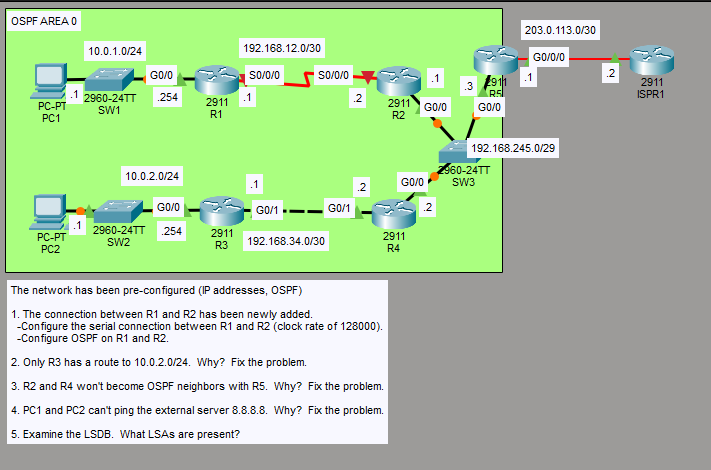 OSPF AREA 0
203.0.113.0/30
10.0.1.0/24
192.168.12.0/30
G0/0
S0/0/0
S0/0/0
G0/0/0
.1
.2
.1
.254
.1
.2
.1
.3
PC-PT
PC1
2960-24TT
SW1
2911
R1
2911
R2
2911
R5
2911
ISPR1
G0/0
G0/0
192.168.245.0/29
2960-24TT
SW3
10.0.2.0/24
.1
.2
G0/0
G0/0
G0/1
G0/1
.2
.1
.254
PC-PT
PC2
2960-24TT
SW2
2911
R3
192.168.34.0/30
2911
R4
The network has been pre-configured (IP addresses, OSPF)
1. The connection between R1 and R2 has been newly added.
-Configure the serial connection between R1 and R2 (clock rate of 128000).
-Configure OSPF on R1 and R2.
2. Only R3 has a route to 10.0.2.0/24. Why? Fix the problem.
3. R2 and R4 won't become OSPF neighbors with R5. Why? Fix the problem.
4. PC1 and PC2 can't ping the external server 8.8.8.8. Why? Fix the problem.
5. Examine the LSDB. What LSAs are present?